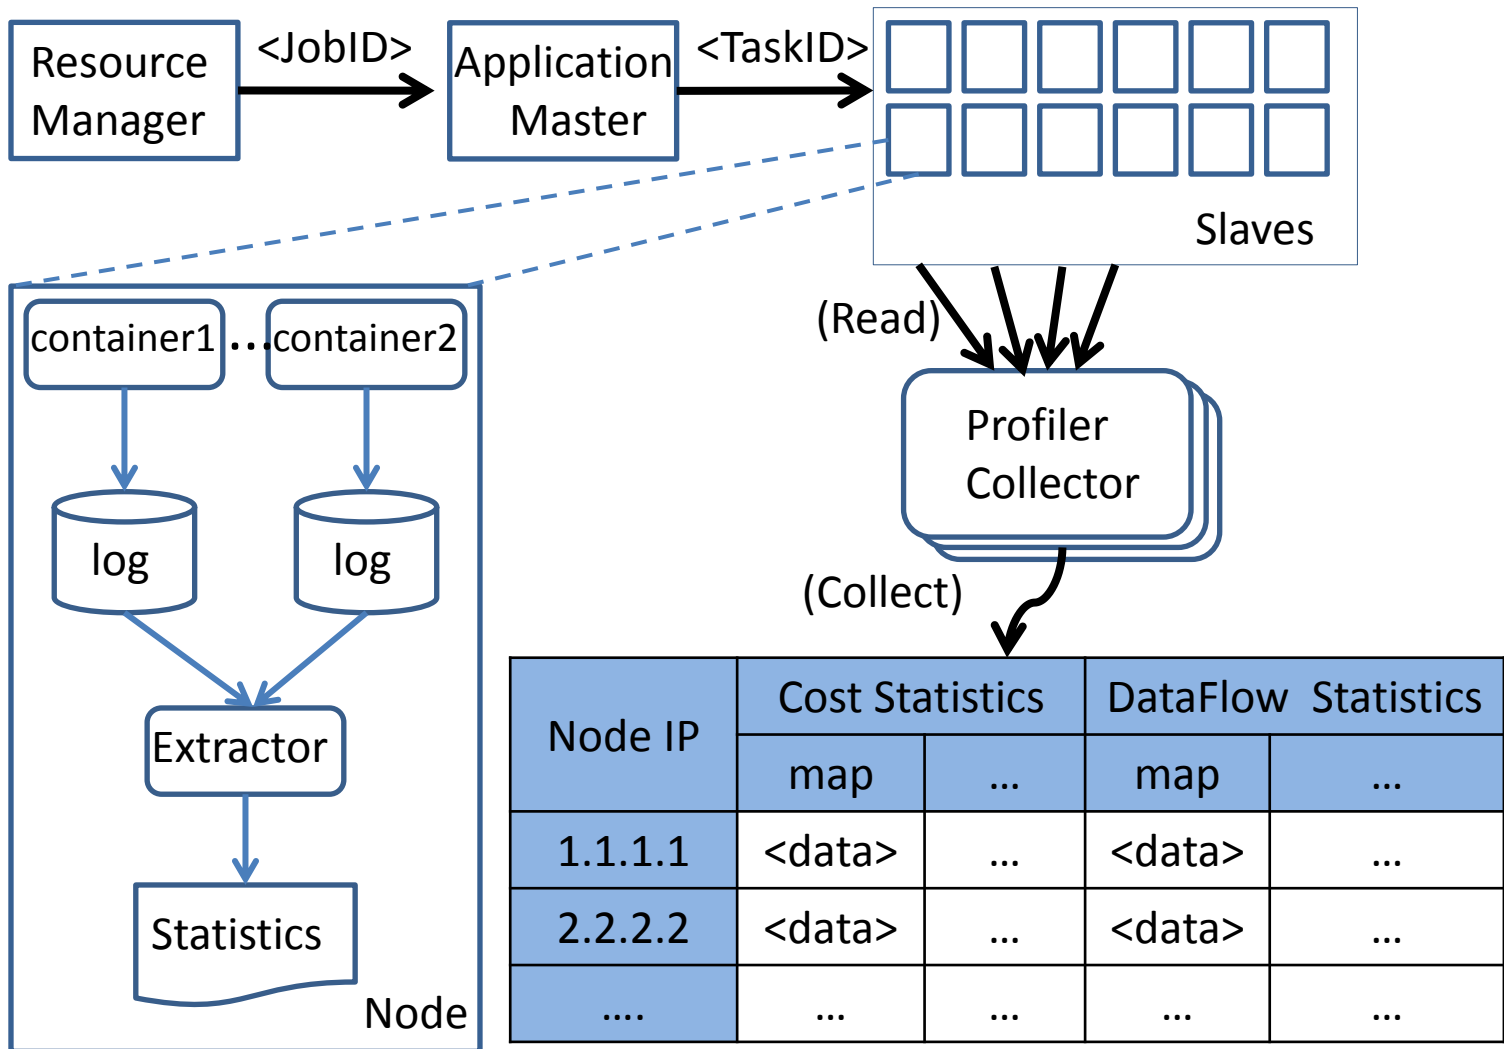 Resource
Manager
<JobID>
Application
Master
<TaskID>
Slaves
container1
...
container2
log
log
Extractor
Statistics
Node
(Read)
Profiler
Collector
(Collect)
Node IP
Cost Statistics
DataFlow Statistics
map
...
map
...
1.1.1.1
<data>
...
<data>
...
2.2.2.2
<data>
...
<data>
...
....
...
...
...
...